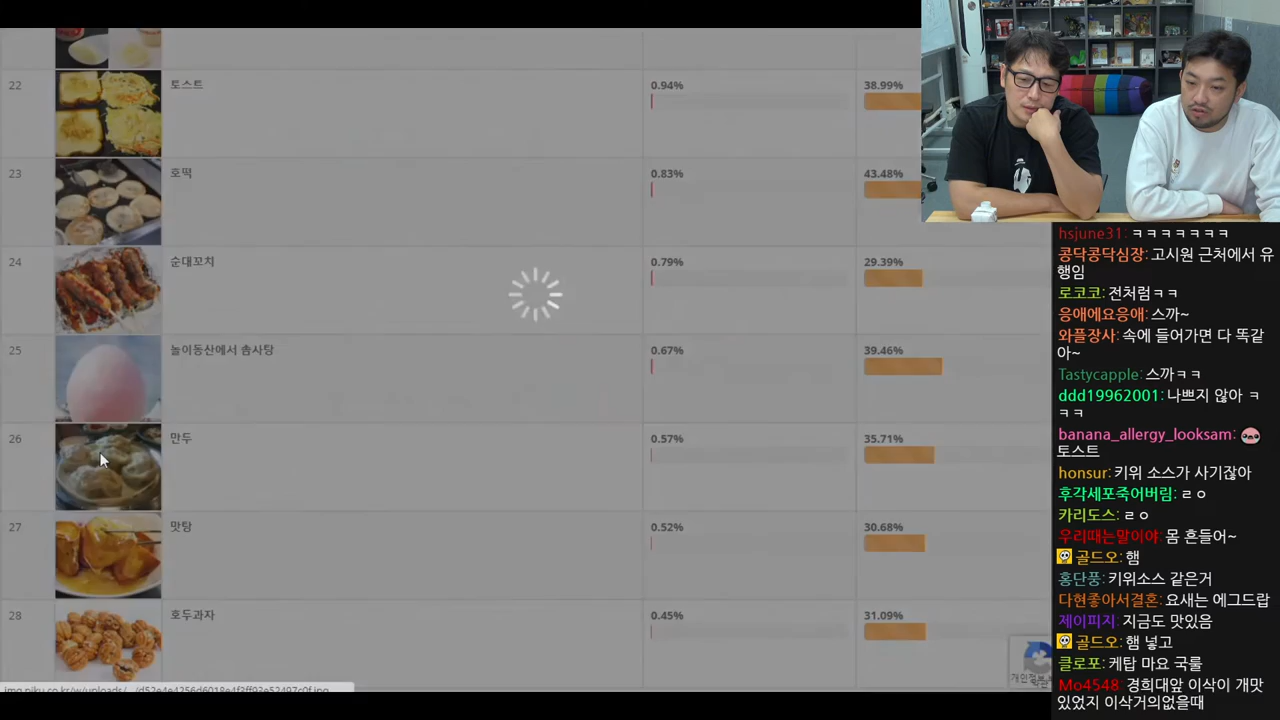 22
토스트
0.94%
38.99%
23
호떡
0.83%
43.48%
24
순대꼬치
0.79%
29.39%
25
놀이동산에서 솜사탕
0.67%
39.46%
26
만두
0.57%
35.71%
27
맛탕
0.52%
30.68%
28
호두과자
0.45%
31.09%
hsjune31: ㅋㅋㅋㅋㅋㅋㅋ
콩닥콩닥심장: 고시원 근처에서 유
행임
로코코: 전처럼ㅋㅋ
응애에요응애: 스까~
와플장사: 속에 들어가면 다 똑같
아~
Tastycapple: 스까ㅋㅋ
ddd19962001: 나쁘지 않아 ㅋ
ㅋㅋ
banana_allergy_looksam:
토스트
honsur: 키위 소스가 사기잖아
후각세포죽어버림: ㄹㅇ
카리도스: ㄹㅇ
우리때는말이야: 몸 흔들어~
골드오: 햄
홍단풍: 키위소스 같은거
다현좋아서결혼: 요새는 에그드랍
제이피지: 지금도 맛있음
골드오: 햄 넣고
클로포: 케탑 마요 국룰
Mo4548: 경희대앞 이삭이 개맛
있었지 이삭거의없을때